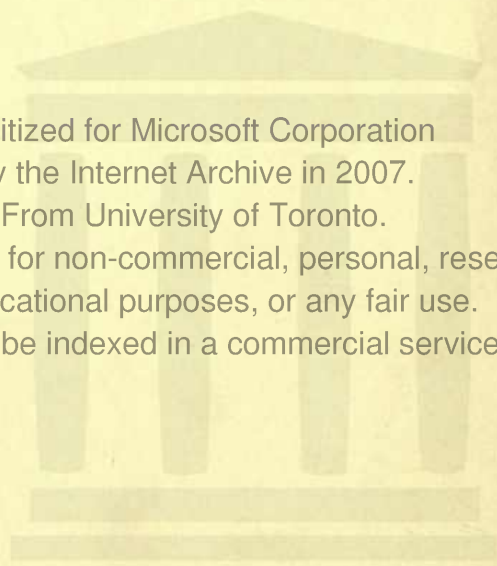 itized for Microsoft Corporation
y the Internet Archive in 2007.
From University of Toronto.
for non-commercial, personal, rese
cational purposes, or any fair use.
be indexed in a commercial service